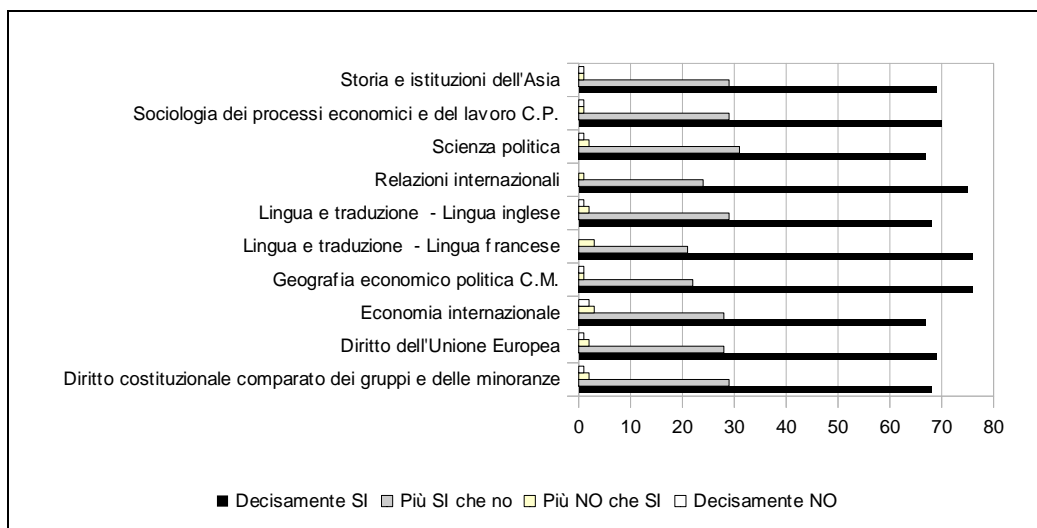 Storia e istituzioni dell'Asia
Sociologia dei processi economici e del lavoro C.P.
Scienza politica
Relazioni internazionali
Lingua e traduzione - Lingua inglese
Lingua e traduzione - Lingua francese
Geografia economico politica C.M.
Economia internazionale
Diritto dell'Unione Europea
Diritto costituzionale comparato dei gruppi e delle minoranze
0 10 20 30 40 50 60 70 80
Decisamente SI Più SI che no Più NO che SI Decisamente NO